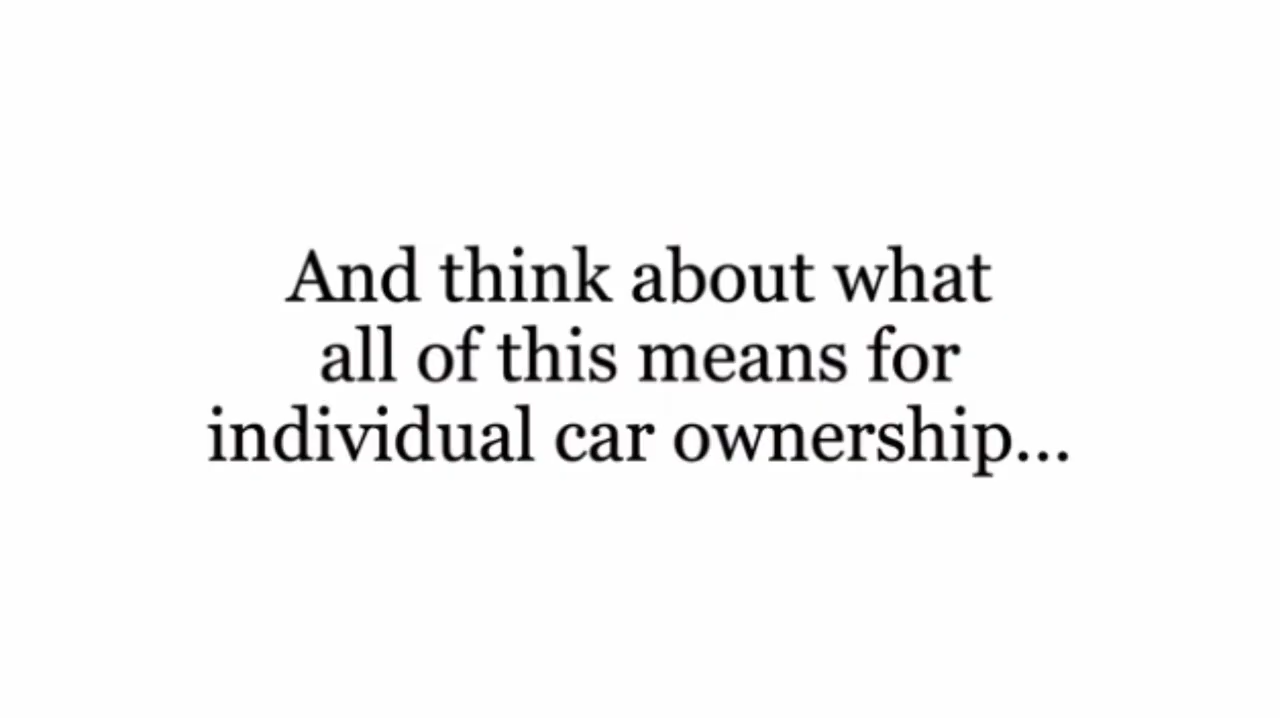 And think about what
all of this means for
individual car ownership...